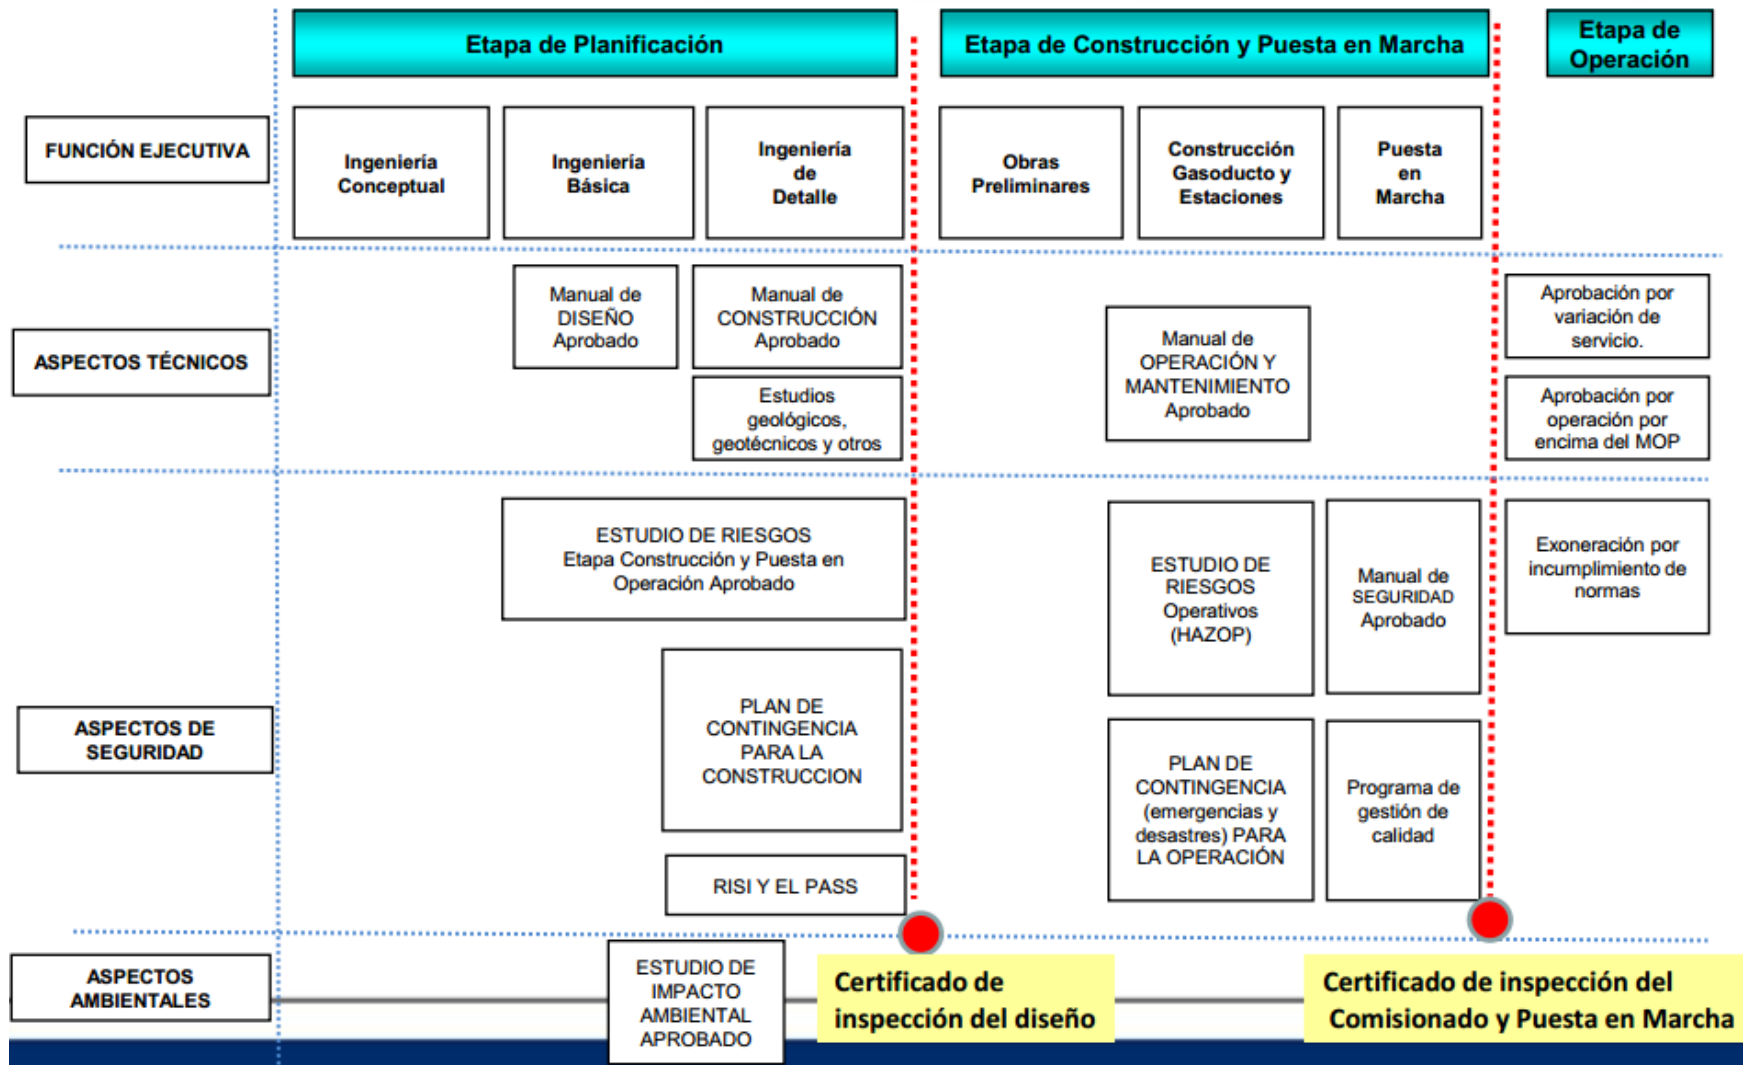 Etapa de Planificación
Etapa de Construcción y Puesta en Marcha
Etapa de
Operación
FUNCIÓN EJECUTIVA
Ingeniería
Conceptual
Ingeniería
Básica
Ingeniería
de
Detalle
Obras
Preliminares
Construcción
Gasoducto y
Estaciones
Puesta
en
Marcha
ASPECTOS TÉCNICOS
Manual de
DISEÑO
Aprobado
Manual de
CONSTRUCCIÓN
Aprobado
Estudios
geológicos,
geotécnicos y otros
Manual de
OPERACIÓN Y
MANTENIMIENTO
Aprobado
Aprobación por
variación de
servicio.
Aprobación por
operación por
encima del MOP
ASPECTOS DE
SEGURIDAD
ESTUDIO DE RIESGOS
Etapa Construcción y Puesta en
Operación Aprobado
PLAN DE
CONTINGENCIA
PARA LA
CONSTRUCCION
RISI Y EL PASS
ESTUDIO DE
RIESGOS
Operativos
(HAZOP)
Manual de
SEGURIDAD
Aprobado
PLAN DE
CONTINGENCIA
(emergencias y
desastres) PARA
LA OPERACIÓN
Programa de
gestión de
calidad
Exoneración por
incumplimiento de
normas
ASPECTOS
AMBIENTALES
ESTUDIO DE
IMPACTO
AMBIENTAL
APROBADO
Certificado de
inspección del diseño
Certificado de inspección del
Comisionado y Puesta en Marcha